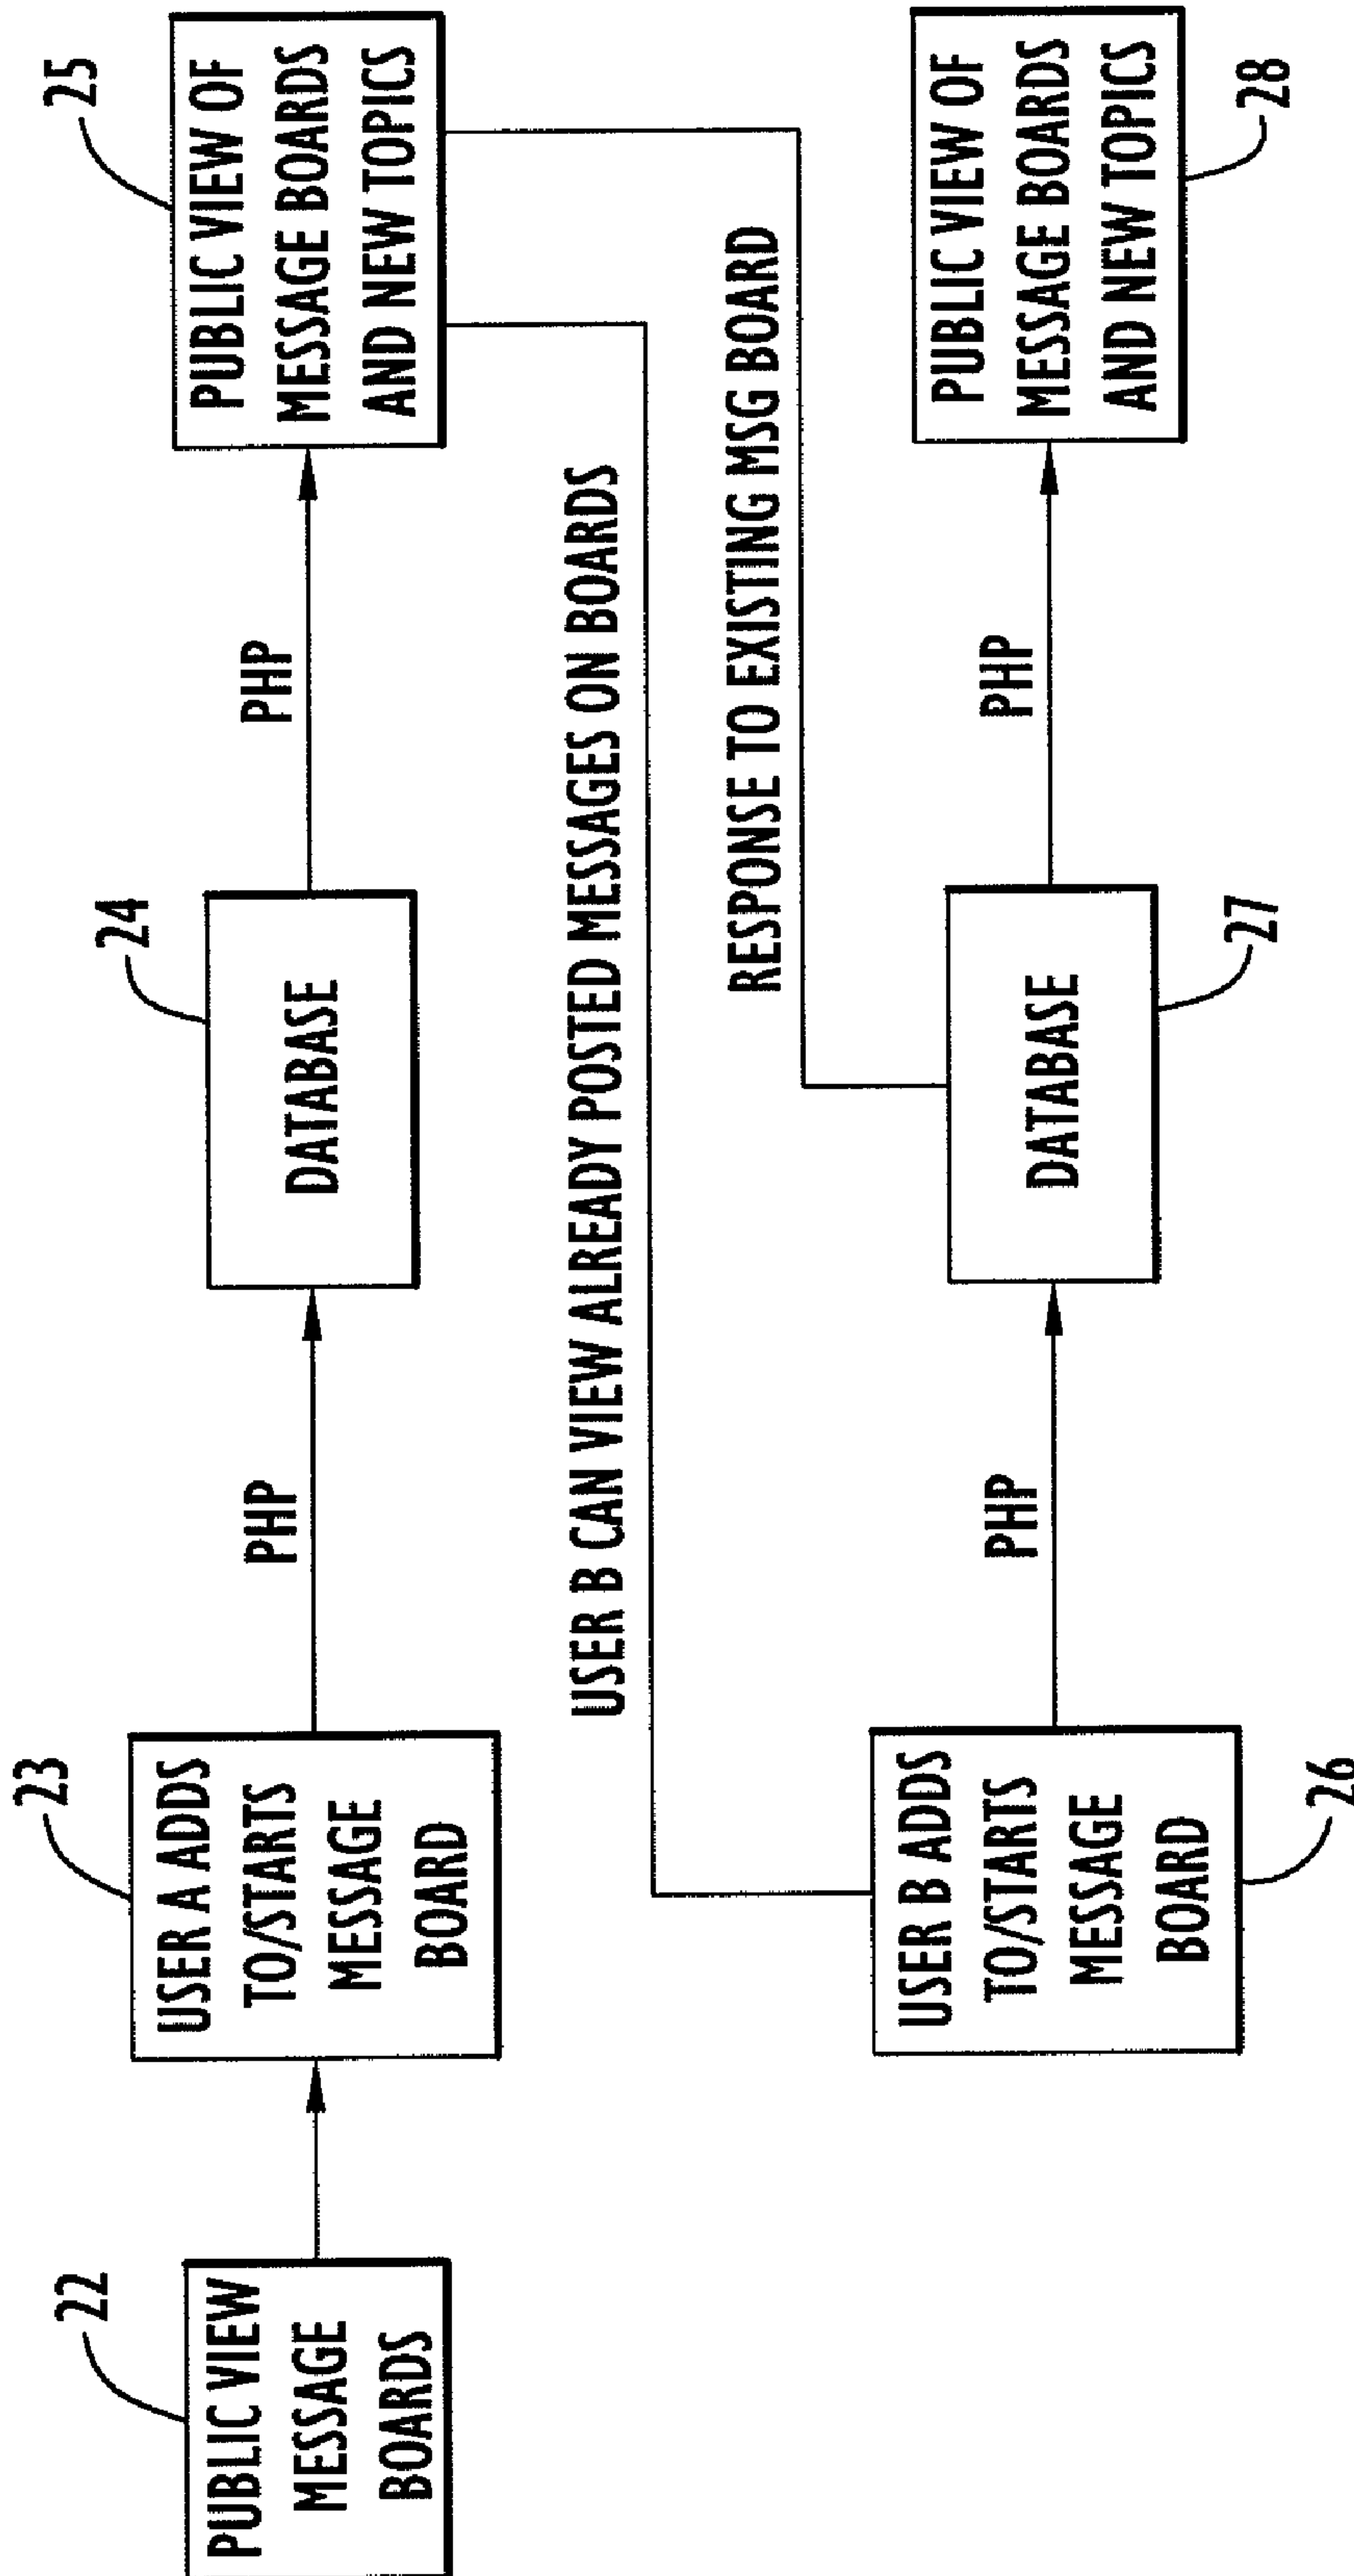 22
PUBLIC VIEW
MESSAGE
BOARDS
23
USER A ADDS
TO/STARTS
MESSAGE
BOARD
PHP
24
DATABASE
PHP
25
PUBLIC VIEW OF
MESSAGE BOARDS
AND NEW TOPICS
USER B CAN VIEW ALREADY POSTED MESSAGES ON BOARDS
RESPONSE TO EXISTING MSG BOARD
USER B ADDS
TO/STARTS
MESSAGE
BOARD
26
PHP
DATABASE
27
PHP
PUBLIC VIEW OF
MESSAGE BOARDS
AND NEW TOPICS
28